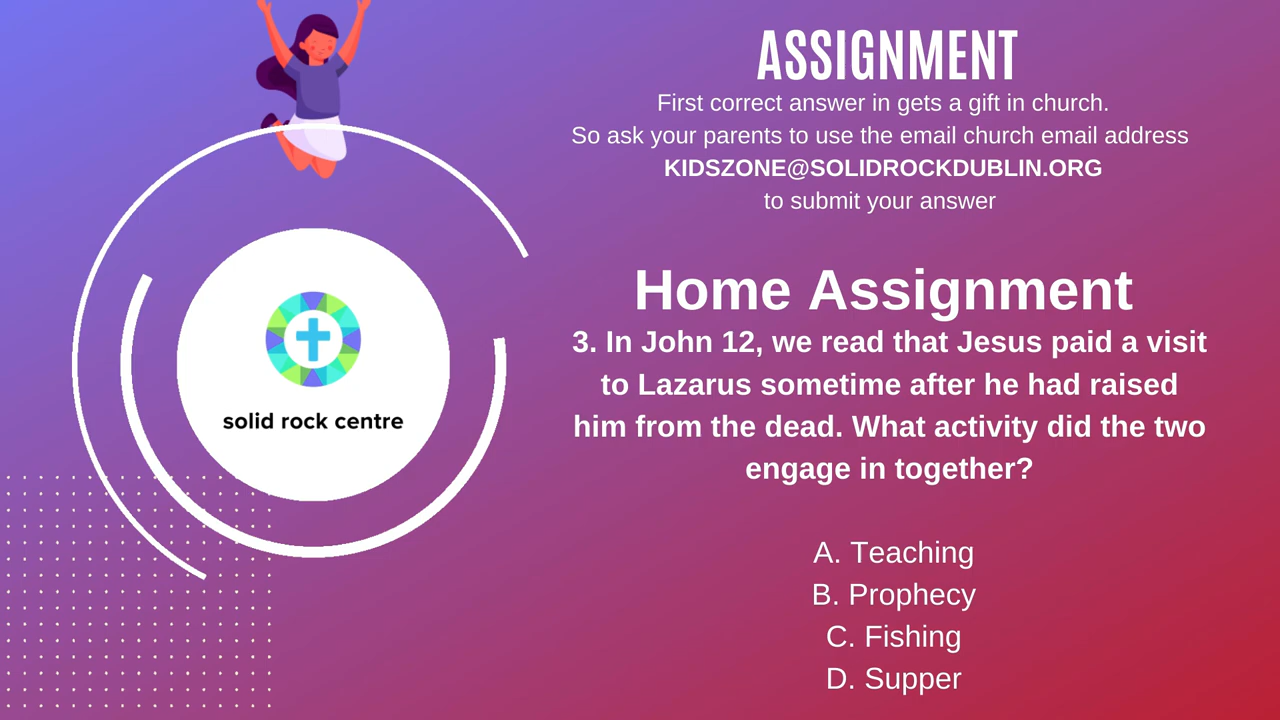 ASSIGNMENT
First correct answer in gets a gift in church.
So ask your parents to use the email church email address
KIDSZONE@SOLIDROCKDUBLIN.ORG
to submit your answer
solid rock centre
Home Assignment
3. In John 12, we read that Jesus paid a visit
to Lazarus sometime after he had raised
him from the dead. What activity did the two
engage in together?
A. Teaching
B. Prophecy
C. Fishing
D. Supper